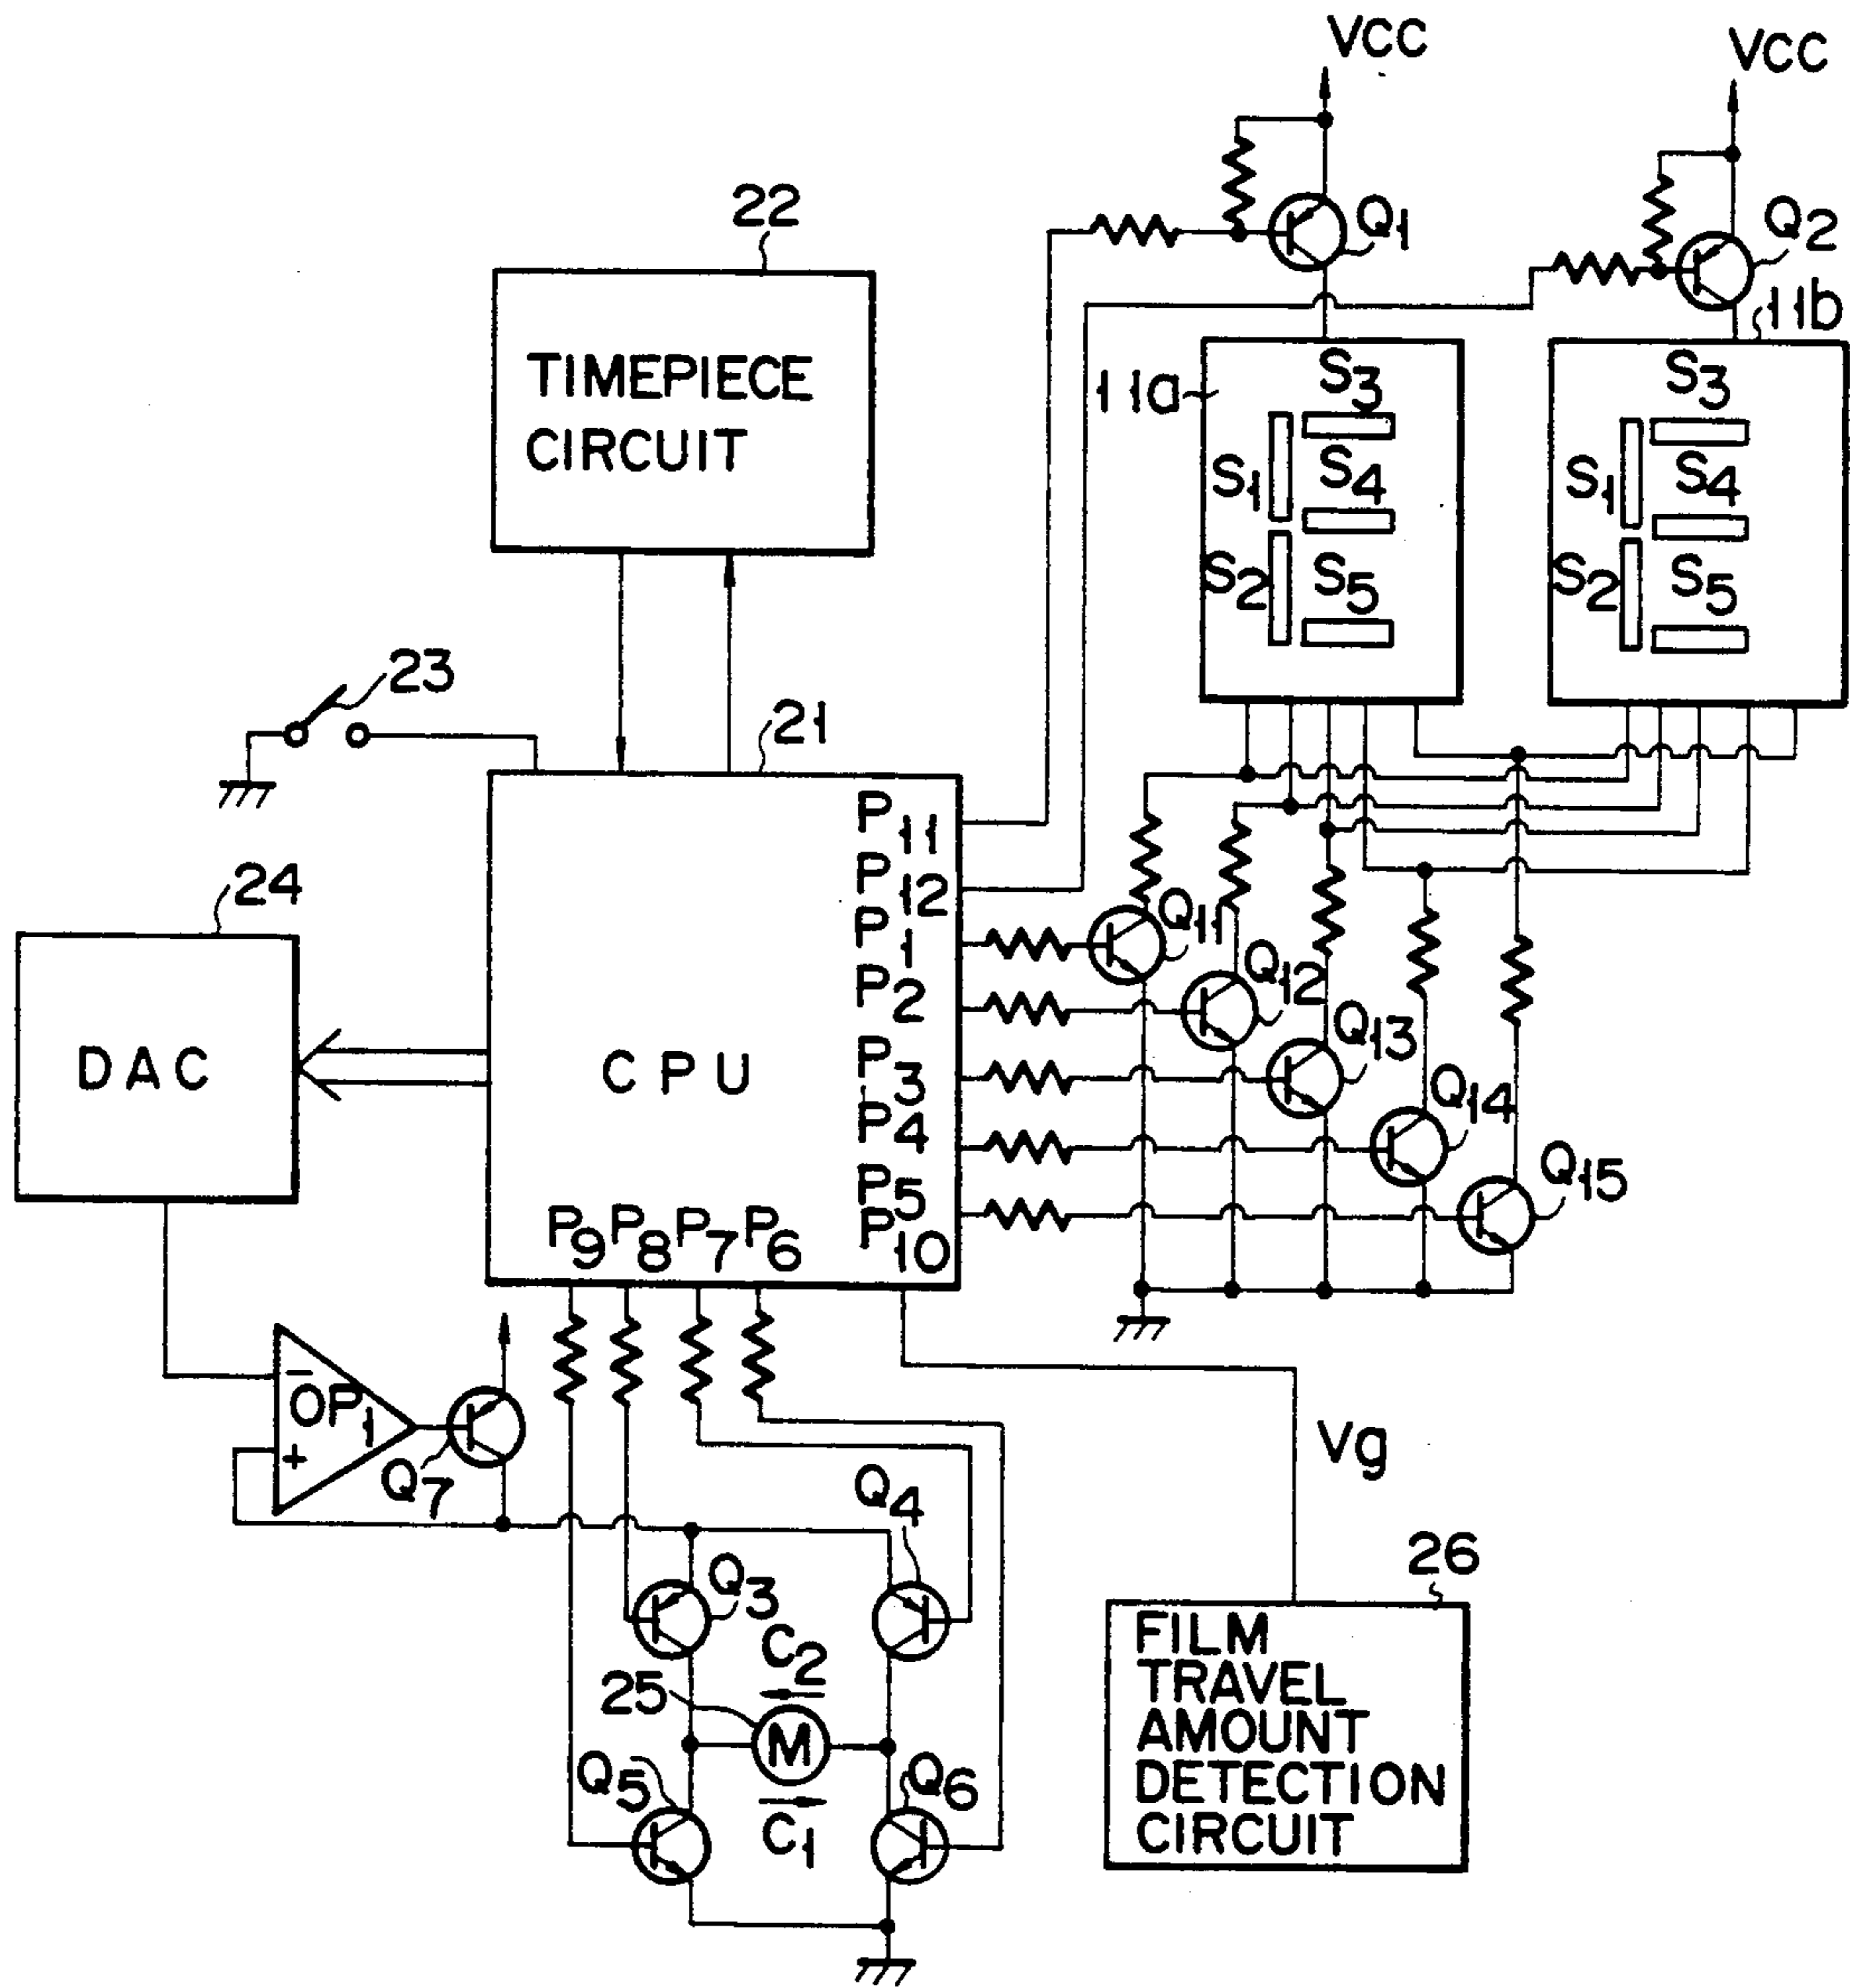 VCC
VCC
22
Q1
Q2
11b
TIMEPIECE
CIRCUIT
11a
S3
S3
S1
S4
S1
S4
S2
S5
S2
S5
23
21
P11
24
P12
P1
Q11
P2
Q12
DAC
CPU
P3
Q13
P4
Q14
P5
Q15
P9
P8
P7
P6
P10
−
OP1
+
Q7
Vg
Q4
26
Q3
C2
25
M
Q5
Q6
C1
FILM
TRAVEL
AMOUNT
DETECTION
CIRCUIT